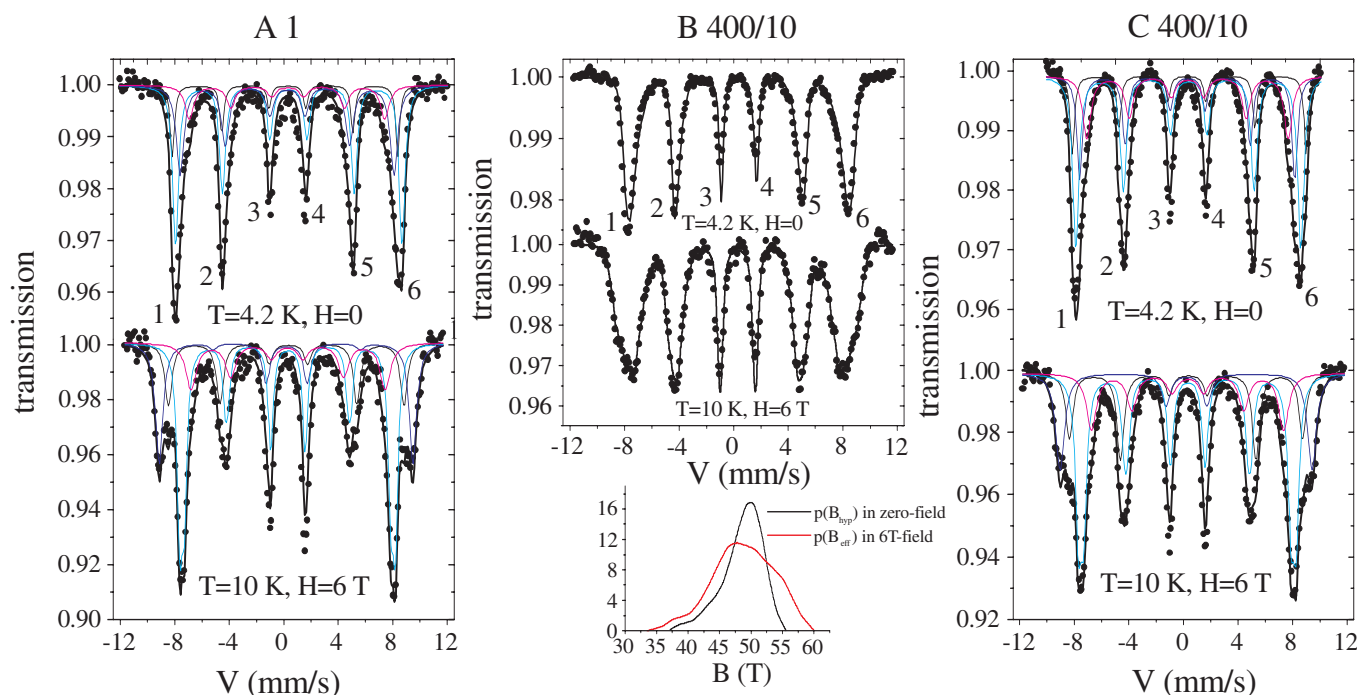 A 1
1.00
0.99
0.98
0.97
0.96
1
2
3
4
5
6
T=4.2 K, H=0
1.00
0.98
0.96
0.94
0.92
0.90
T=10 K, H=6 T
transmission
-12 -8 -4 0 4 8 12
V (mm/s)
B 400/10
1.00
0.99
0.98
1
2
3
4
5
6
T=4.2 K, H=0
1.00
0.99
0.98
0.97
0.96
T=10 K, H=6 T
transmission
-12 -8 -4 0 4 8 12
V (mm/s)
16
12
8
4
0
p(Bhyp) in zero-field
p(Beff) in 6T-field
30 35 40 45 50 55 60
B (T)
C 400/10
1.00
0.99
0.98
0.97
0.96
1
2
3
4
5
6
T=4.2 K, H=0
1.00
0.98
0.96
0.94
0.92
T=10 K, H=6 T
transmission
-12 -8 -4 0 4 8 12
V (mm/s)